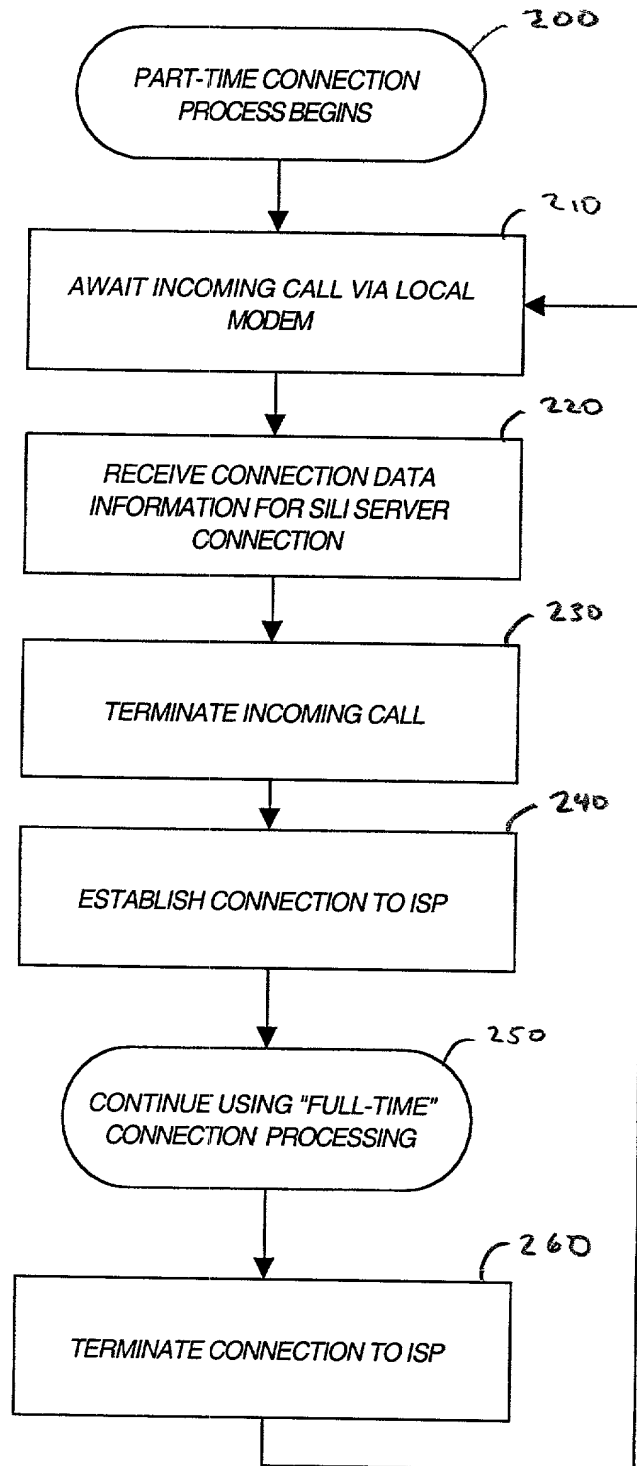 200
PART-TIME CONNECTION
PROCESS BEGINS
210
AWAIT INCOMING CALL VIA LOCAL
MODEM
220
RECEIVE CONNECTION DATA
INFORMATION FOR SILI SERVER
CONNECTION
230
TERMINATE INCOMING CALL
240
ESTABLISH CONNECTION TO ISP
250
CONTINUE USING "FULL-TIME"
CONNECTION PROCESSING
260
TERMINATE CONNECTION TO ISP